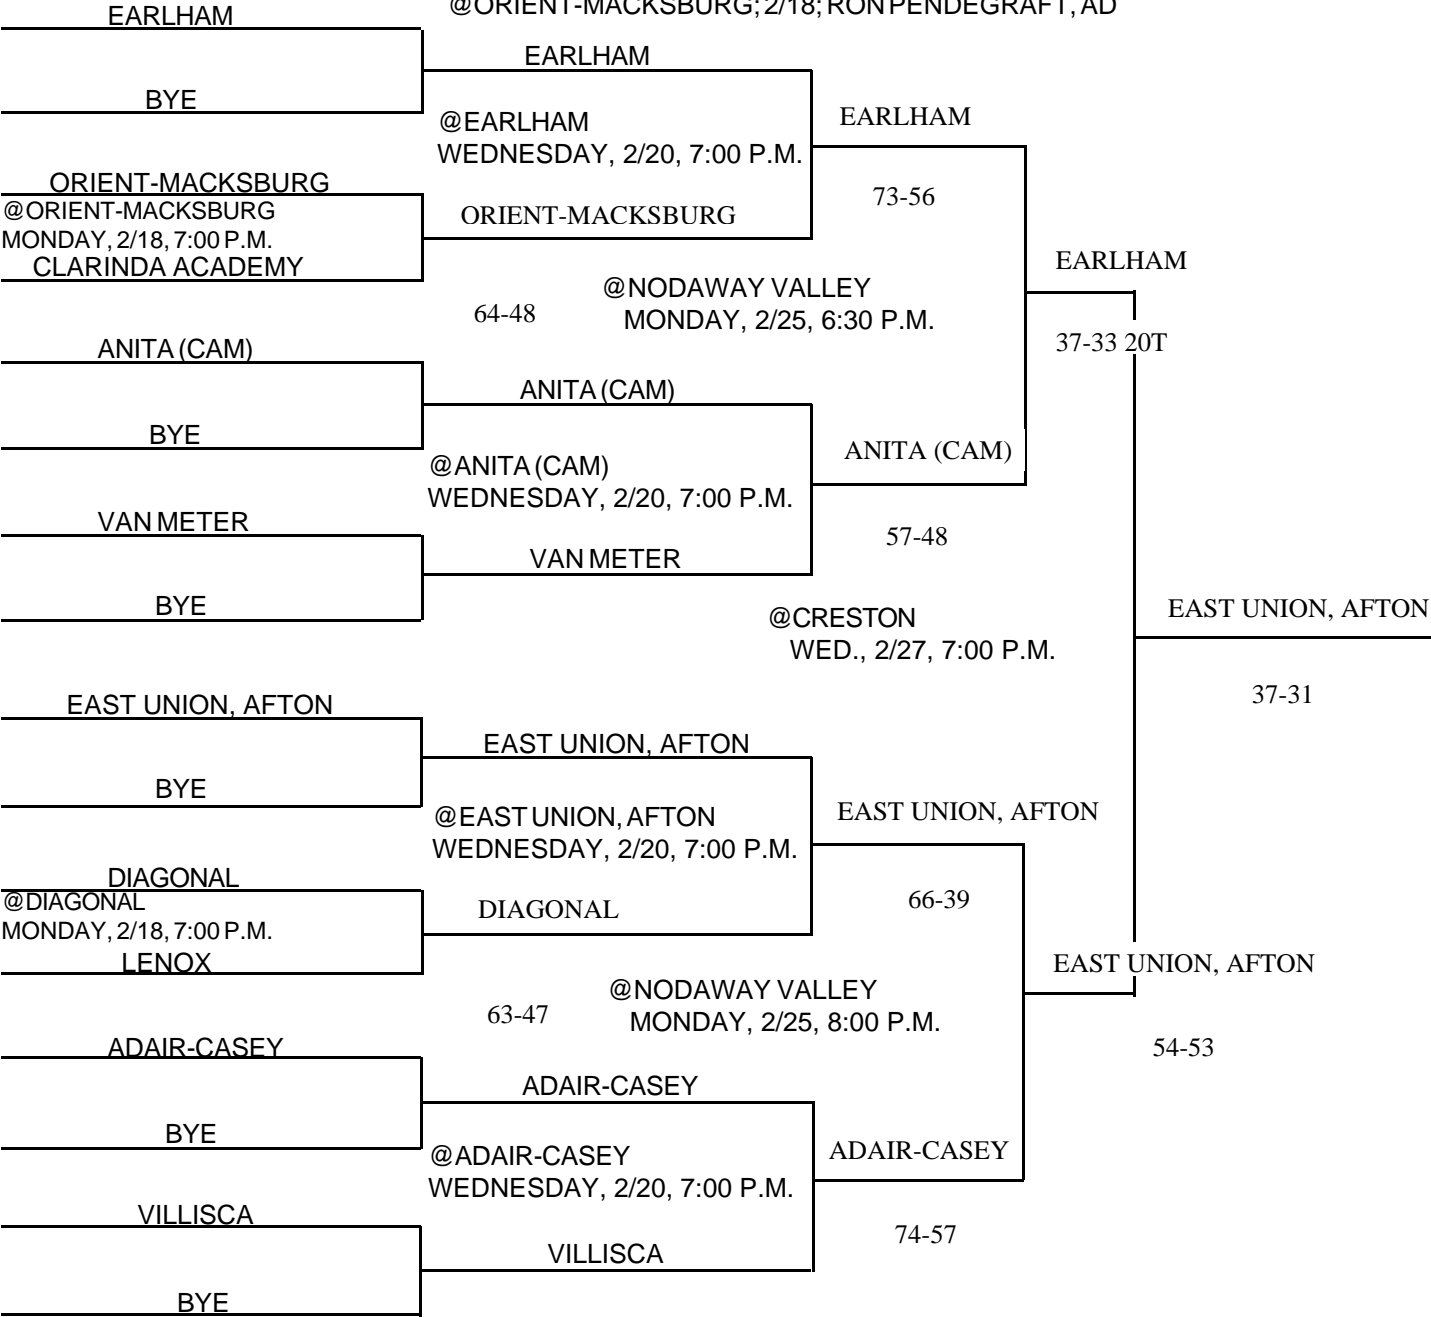 @ORIENT-MACKSBURG; 2/18; RON PENDEGRAFT, AD
EARLHAM
EARLHAM
BYE
@EARLHAM
WEDNESDAY, 2/20, 7:00 P.M.
EARLHAM
ORIENT-MACKSBURG
@ORIENT-MACKSBURG
MONDAY, 2/18, 7:00 P.M.
CLARINDA ACADEMY
ORIENT-MACKSBURG
73-56
64-48
@NODAWAY VALLEY
MONDAY, 2/25, 6:30 P.M.
EARLHAM
37-33 20T
ANITA (CAM)
ANITA (CAM)
BYE
@ANITA (CAM)
WEDNESDAY, 2/20, 7:00 P.M.
ANITA (CAM)
VAN METER
VAN METER
57-48
BYE
@CRESTON
WED., 2/27, 7:00 P.M.
EAST UNION, AFTON
37-31
EAST UNION, AFTON
EAST UNION, AFTON
BYE
@EAST UNION, AFTON
WEDNESDAY, 2/20, 7:00 P.M.
EAST UNION, AFTON
DIAGONAL
@DIAGONAL
MONDAY, 2/18, 7:00 P.M.
LENOX
DIAGONAL
66-39
63-47
@NODAWAY VALLEY
MONDAY, 2/25, 8:00 P.M.
EAST UNION, AFTON
54-53
ADAIR-CASEY
ADAIR-CASEY
BYE
@ADAIR-CASEY
WEDNESDAY, 2/20, 7:00 P.M.
ADAIR-CASEY
VILLISCA
VILLISCA
74-57
BYE